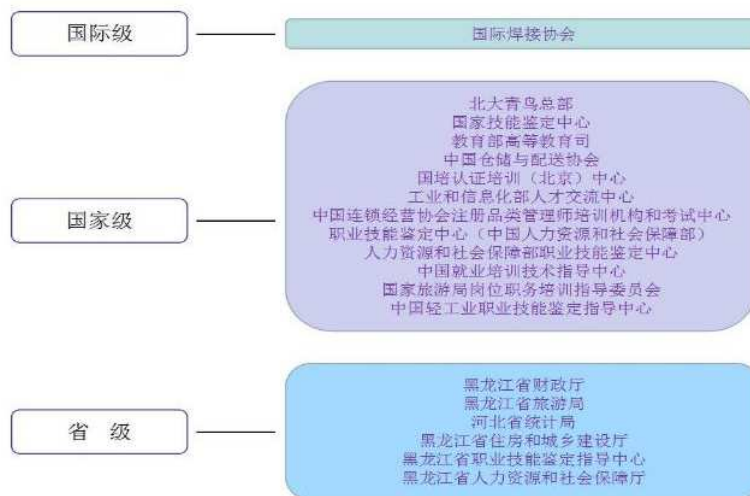 国际级
国际焊接协会
国家级
北大青鸟总部
国家技能鉴定中心
教育部高等教育司
中国仓储与配送协会
国培认证培训（北京）中心
工业和信息化部人才交流中心
中国连锁经营协会注册品类管理师培训机构和考试中心
职业技能鉴定中心（中国人力资源和社会保障部）
人力资源和社会保障部职业技能鉴定中心
中国就业培训技术指导中心
国家旅游局岗位职务培训指导委员会
中国轻工业职业技能鉴定指导中心
省 级
黑龙江省财政厅
黑龙江省旅游局
河北省统计局
黑龙江省住房和城乡建设厅
黑龙江省职业技能鉴定指导中心
黑龙江省人力资源和社会保障厅